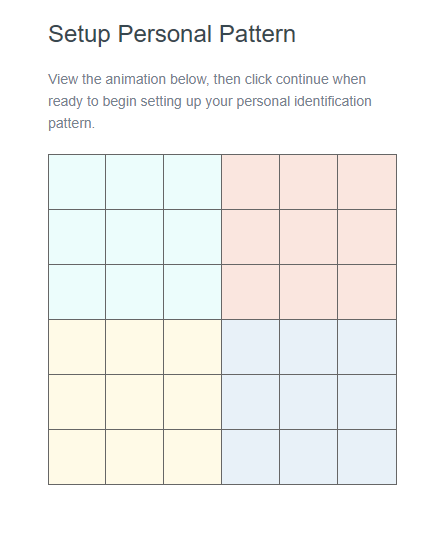 Setup Personal Pattern
View the animation below, then click continue when
ready to begin setting up your personal identification
pattern.